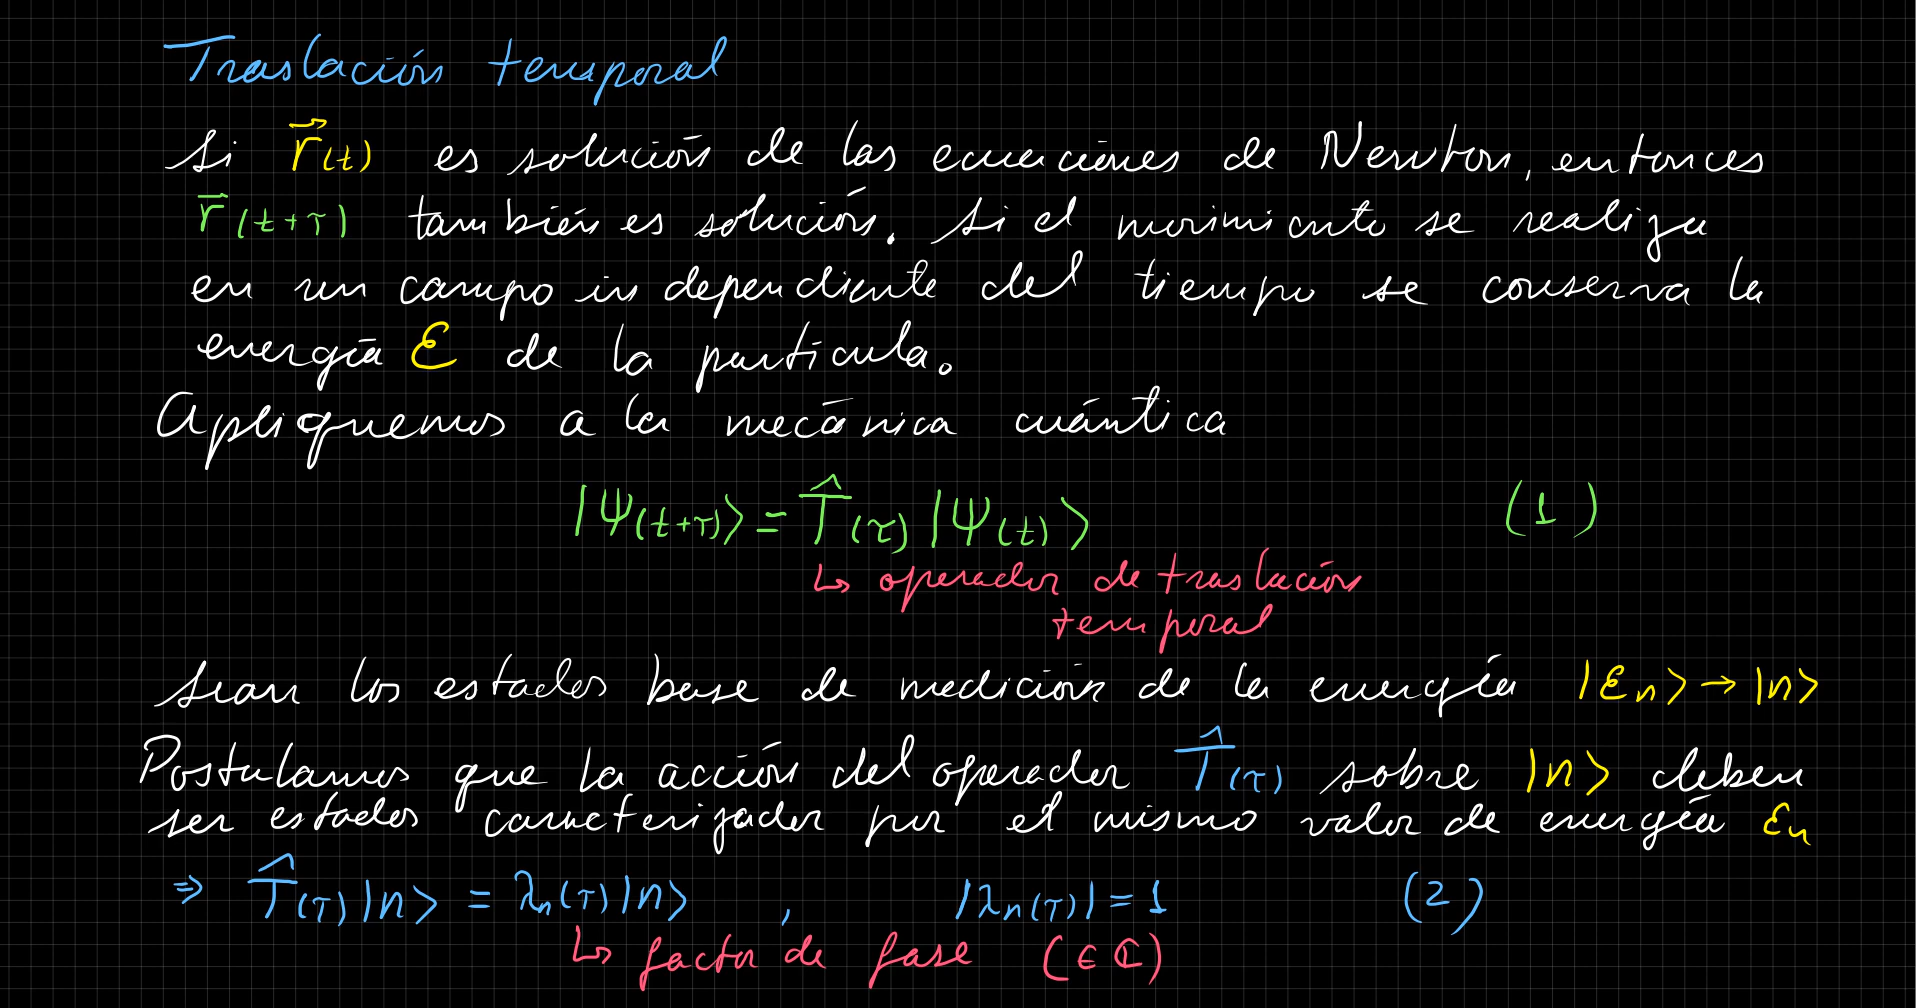 Traslación temporal
Si r⃗(t) es solución de las ecuaciones de Newton, entonces
r⃗(t+τ) también es solución. Si el movimiento se realiza
en un campo independiente del tiempo se conserva la
energía Ɛ de la partícula.
Apliquemos a la mecánica cuántica
|Ψ(t+τ)⟩ = T̂(τ) |Ψ(t)⟩ (1)
↳ operador de traslación
temporal
Sean los estados base de medición de la energía |Ɛn⟩ → |n⟩
Postulamos que la acción del operador T̂(τ) sobre |n⟩ deben
ser estados caracterizador por el mismo valor de energía Ɛn
⇒ T̂(τ)|n⟩ = λn(τ)|n⟩ , |λn(τ)| = 1 (2)
↳ factor de fase (∈ ℂ)